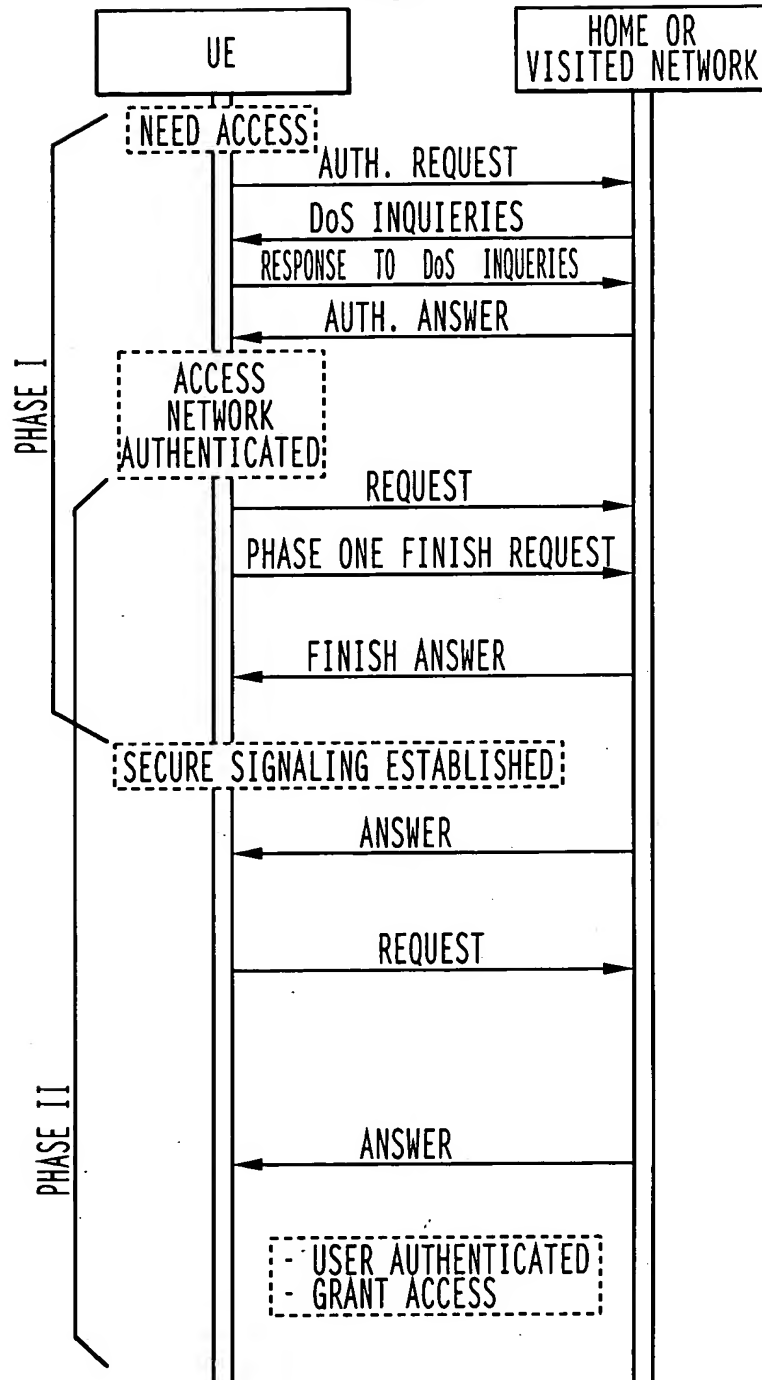 UE
HOME OR
VISITED NETWORK
NEED ACCESS
AUTH. REQUEST
DoS INQUIERIES
RESPONSE TO DoS INQUERIES
AUTH. ANSWER
PHASE I
ACCESS
NETWORK
AUTHENTICATED
REQUEST
PHASE ONE FINISH REQUEST
FINISH ANSWER
SECURE SIGNALING ESTABLISHED
ANSWER
REQUEST
PHASE II
ANSWER
- USER AUTHENTICATED
- GRANT ACCESS